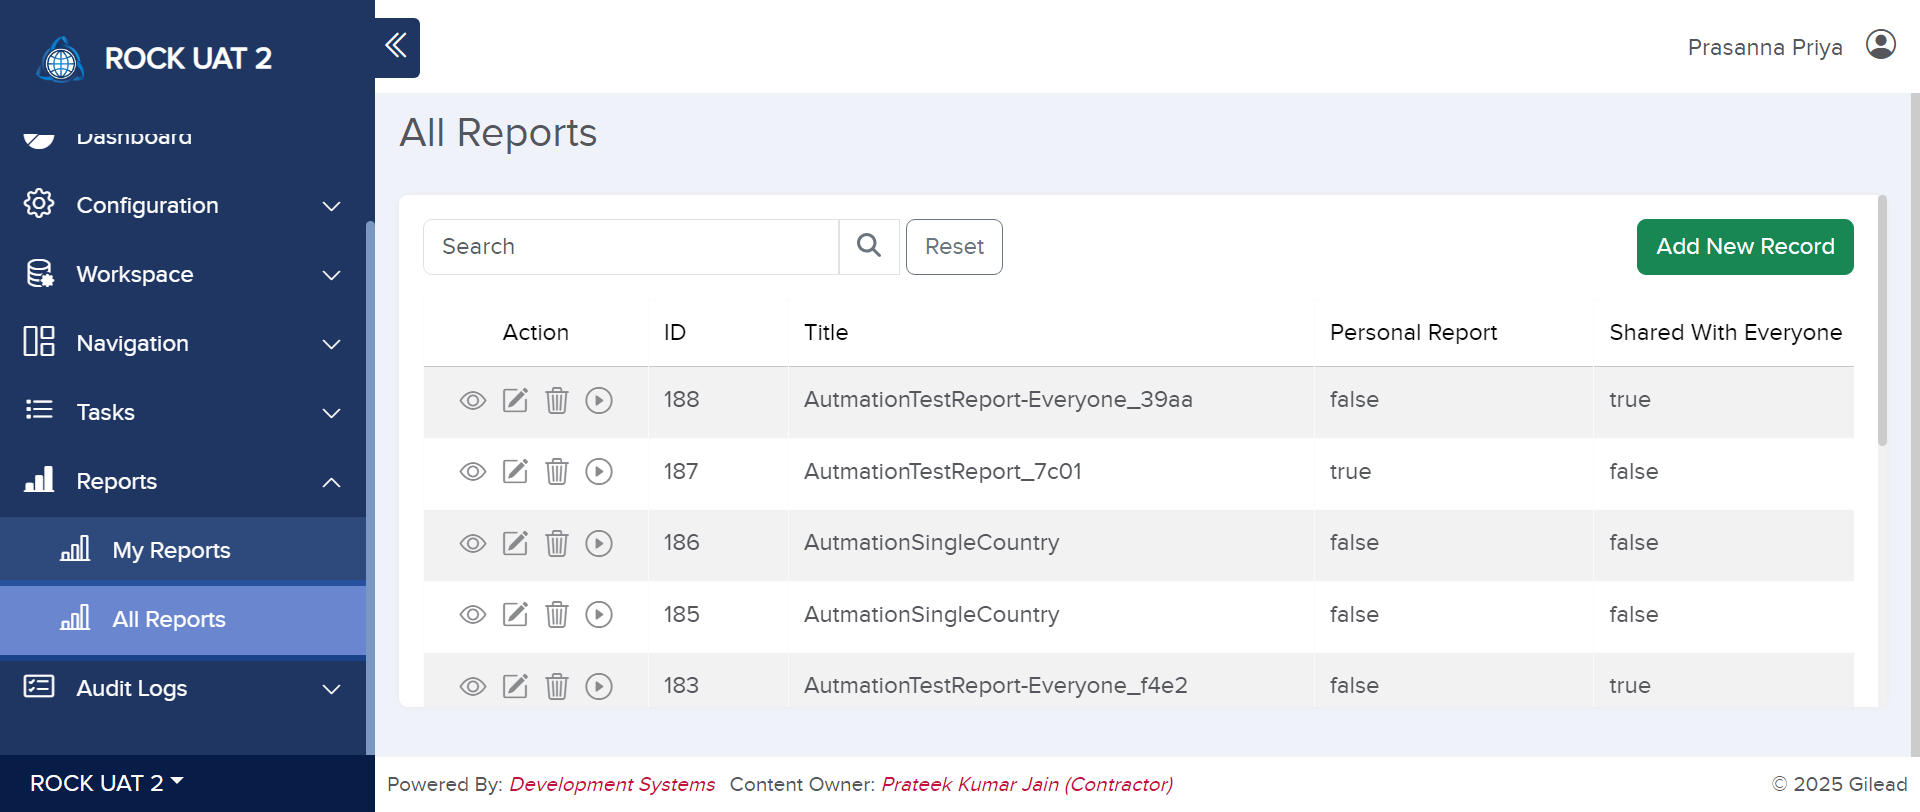 ROCK UAT 2
Prasanna Priya
Dashboard
Configuration
Workspace
Navigation
Tasks
Reports
My Reports
All Reports
Audit Logs
ROCK UAT 2
All Reports
Search
Reset
Add New Record
Action ID Title Personal Report Shared With Everyone
188 AutmationTestReport-Everyone_39aa false true
187 AutmationTestReport_7c01 true false
186 AutmationSingleCountry false false
185 AutmationSingleCountry false false
183 AutmationTestReport-Everyone_f4e2 false true
Powered By: Development Systems Content Owner: Prateek Kumar Jain (Contractor)
© 2025 Gilead